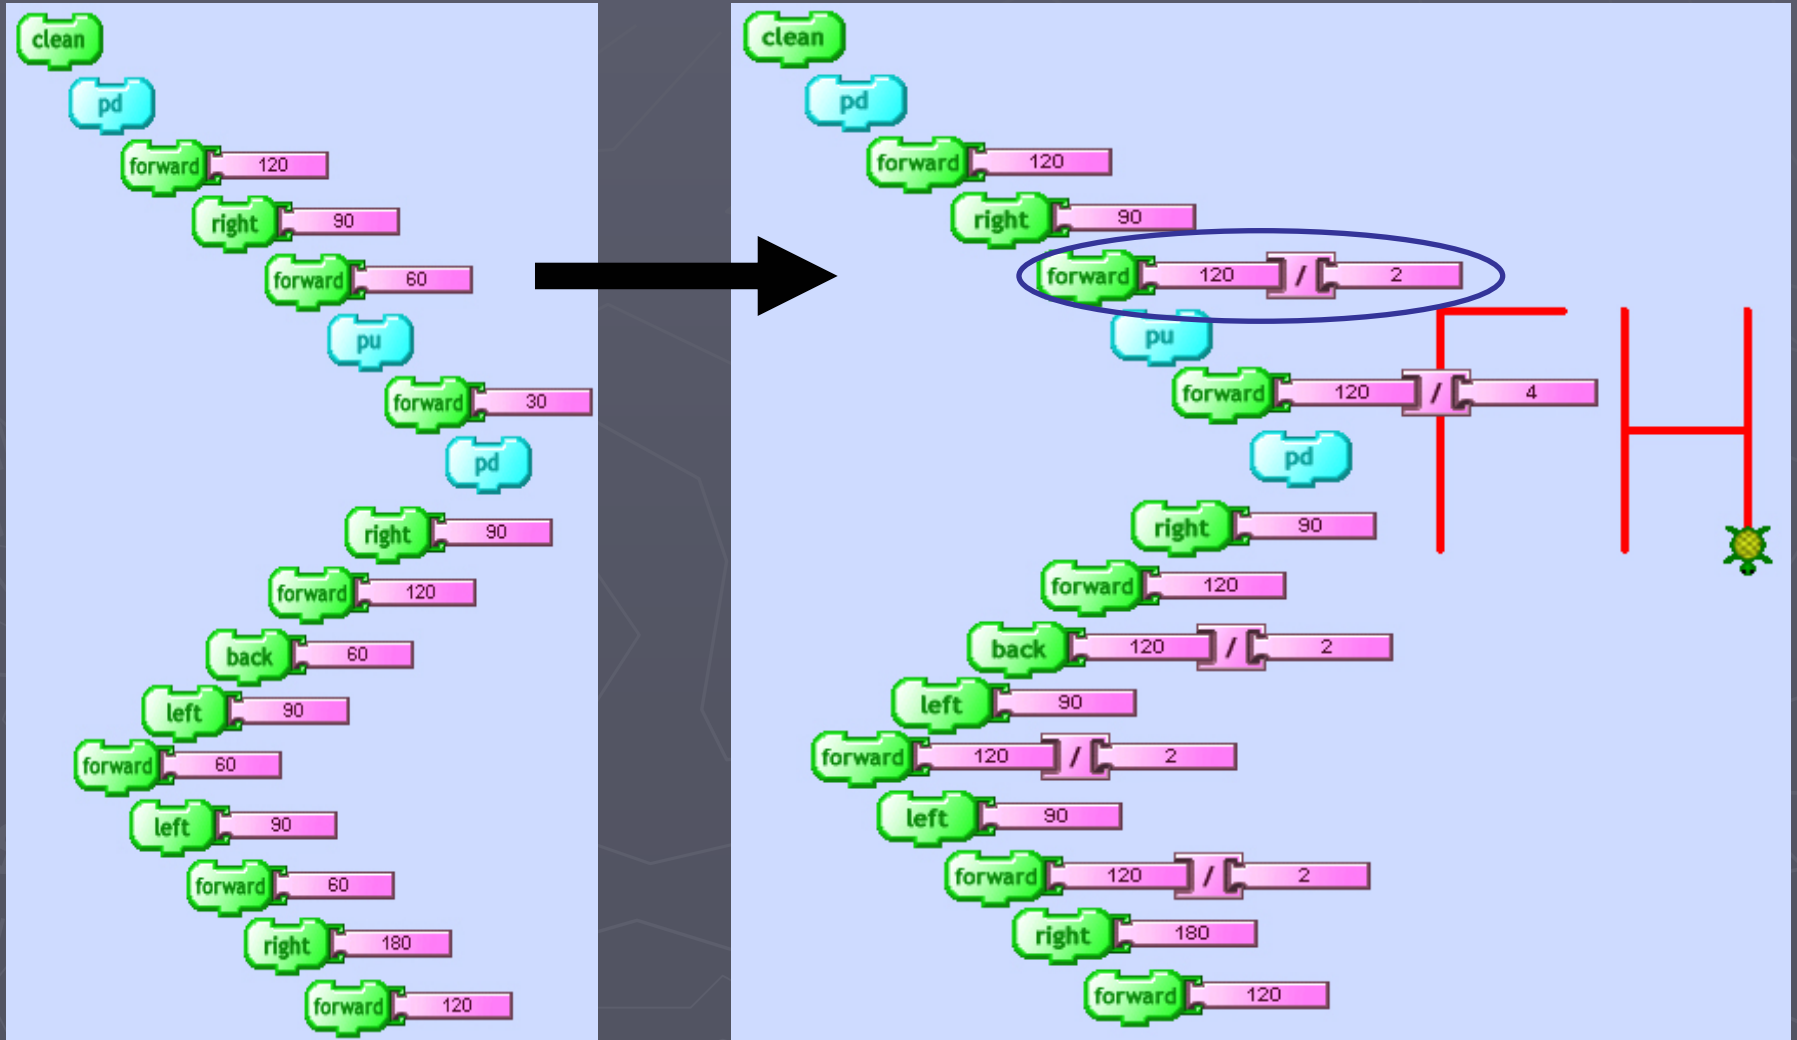 clean
pd
forward 120
right 90
forward 60
pu
forward 30
pd
right 90
forward 120
back 60
left 90
forward 60
left 90
forward 60
right 180
forward 120
clean
pd
forward 120
right 90
forward 120 / 2
pu
forward 120 / 4
pd
right 90
forward 120
back 120 / 2
left 90
forward 120 / 2
left 90
forward 120 / 2
right 180
forward 120